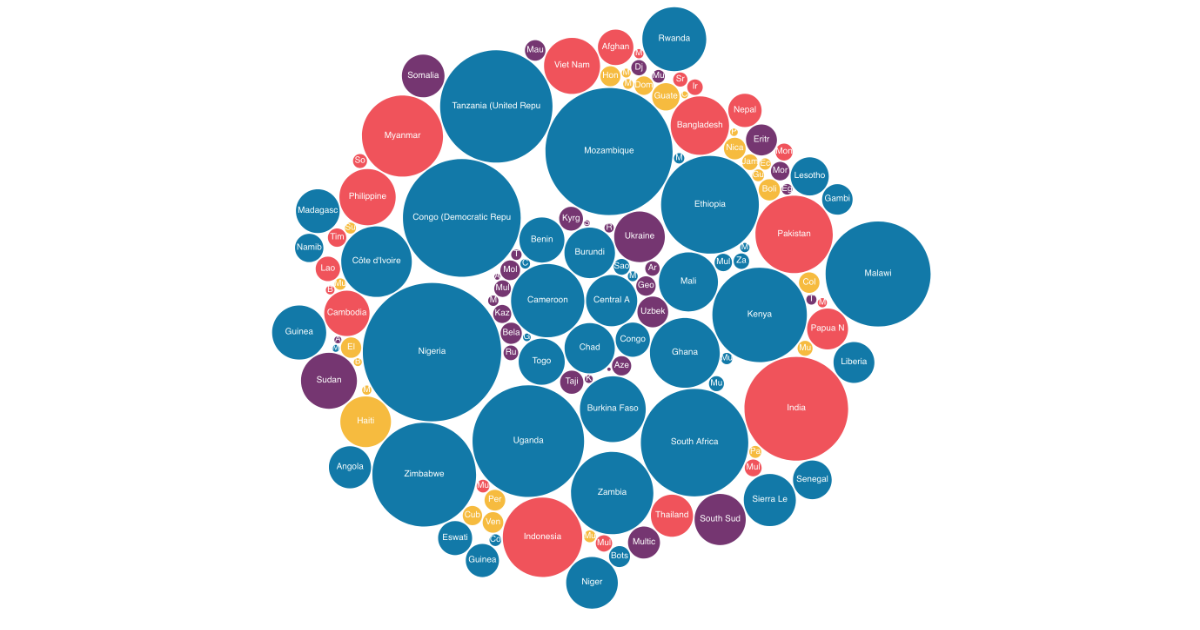 Rwanda
Mau
Viet Nam
Afghan
M
Dj
Mu
Sr
Ir
Somalia
Hon
Dom
Guate
Tanzania (United Repu
Bangladesh
Nepal
Myanmar
Mozambique
Nica
Eritr
Mon
M
Jam
Ec
So
Mor
Lesotho
Philippine
Boli
Gambi
Madagasc
Congo (Democratic Repu
Kyrg
Ethiopia
Tim
Benin
Ukraine
Pakistan
Namib
Côte d'Ivoire
Burundi
M
Lao
Mol
Sao
Ar
Mul
Za
Malawi
Mul
M
Geo
Mali
Col
B
M
Cameroon
Central A
I
M
Cambodia
Kaz
Uzbek
Kenya
Guinea
Bela
Congo
Papua N
El
Nigeria
Ru
Togo
Chad
Ghana
Mu
Mu
Liberia
Sudan
Taji
Aze
Mu
Haiti
Burkina Faso
India
Uganda
South Africa
Angola
Zimbabwe
Mul
Mu
Zambia
Senegal
Per
Sierra Le
Cub
Ven
Thailand
South Sud
Eswati
Co
Indonesia
Mul
Multic
Guinea
Bots
Niger